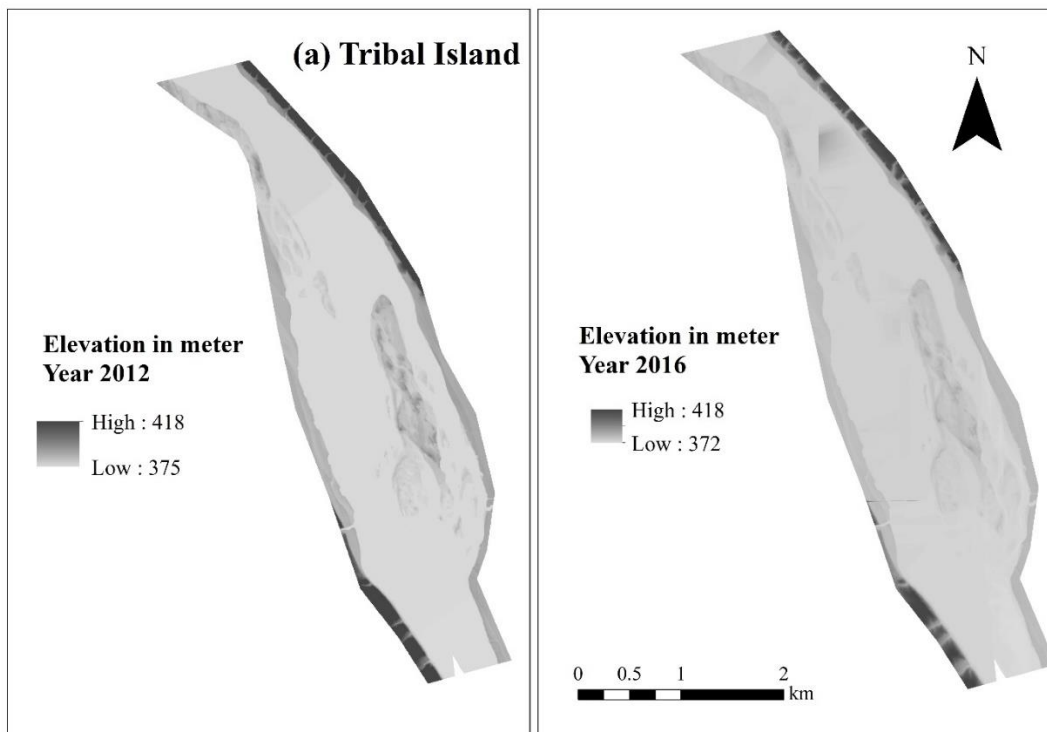 (a) Tribal Island
Elevation in meter
Year 2012
High : 418
Low : 375
N
Elevation in meter
Year 2016
High : 418
Low : 372
0 0.5 1 2
km